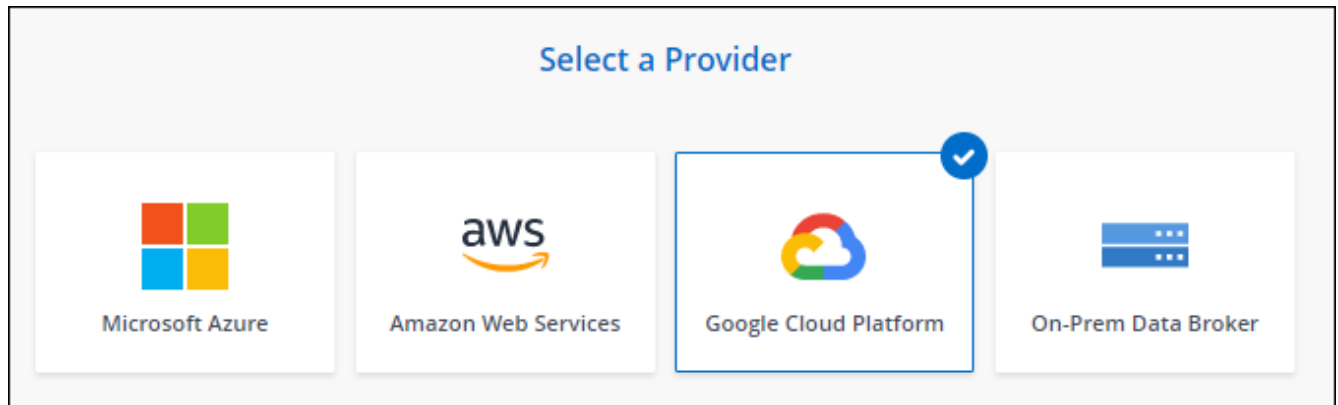 Select a Provider
aws
Microsoft Azure
Amazon Web Services
Google Cloud Platform
On-Prem Data Broker